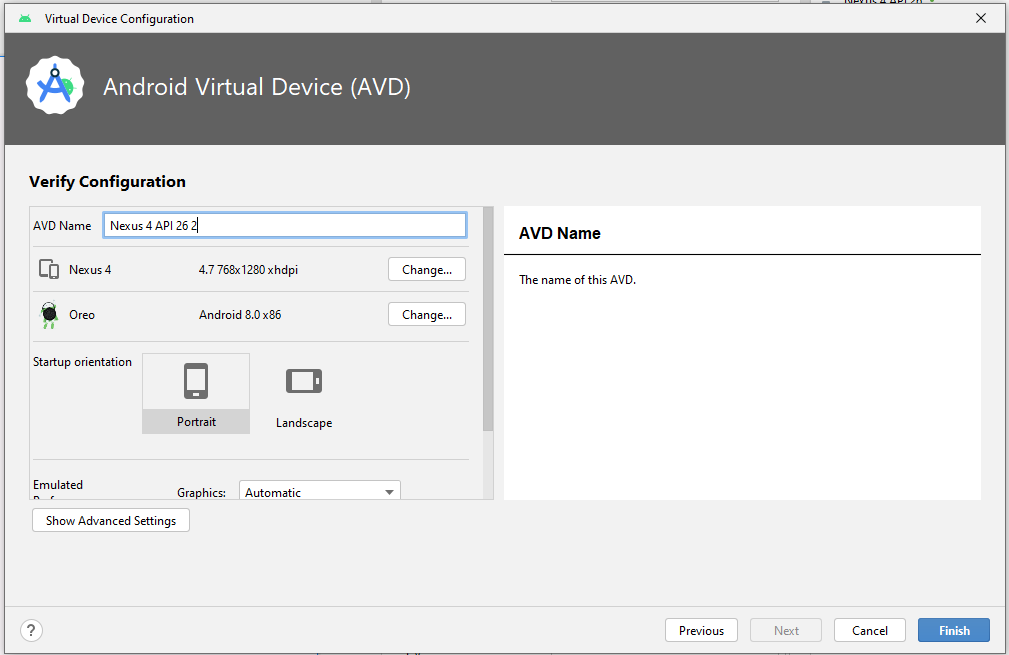 Virtual Device Configuration
Android Virtual Device (AVD)
Verify Configuration
AVD Name
Nexus 4 API 26 2
Nexus 4
4.7 768x1280 xhdpi
Change...
Oreo
Android 8.0 x86
Change...
Startup orientation
Portrait
Landscape
Emulated
Graphics:
Automatic
Show Advanced Settings
AVD Name
The name of this AVD.
?
Previous
Next
Cancel
Finish